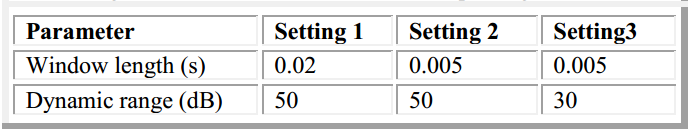 Parameter Setting 1 Setting 2 Setting3
Window length (s) 0.02 0.005 0.005
Dynamic range (dB) 50 50 30